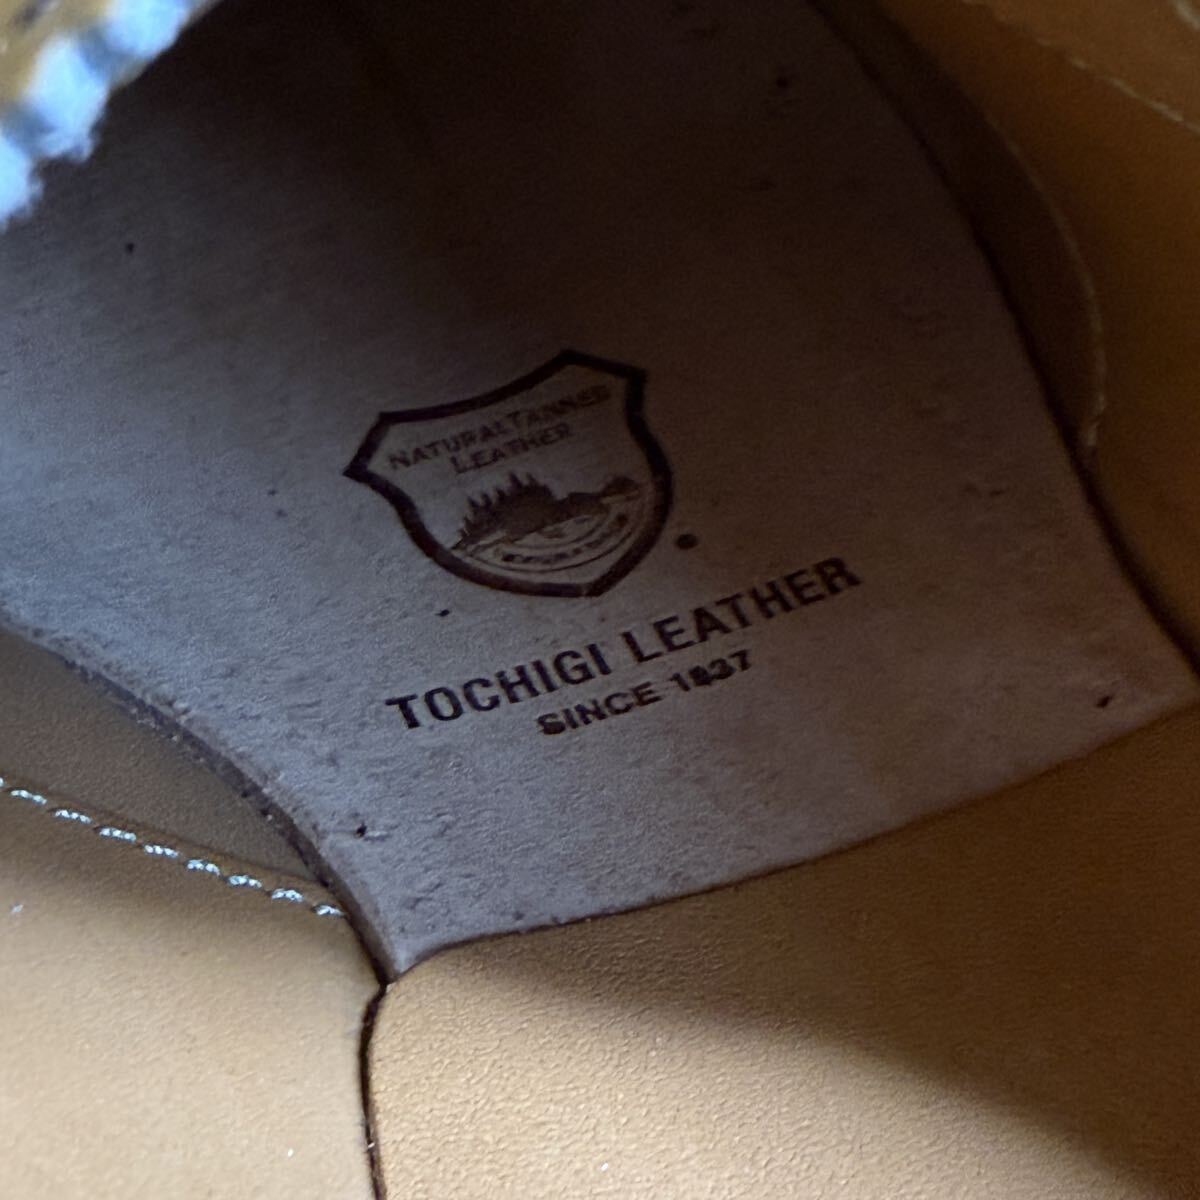 NATURAL TANNED
LEATHER
TOCHIGI LEATHER
SINCE 1937